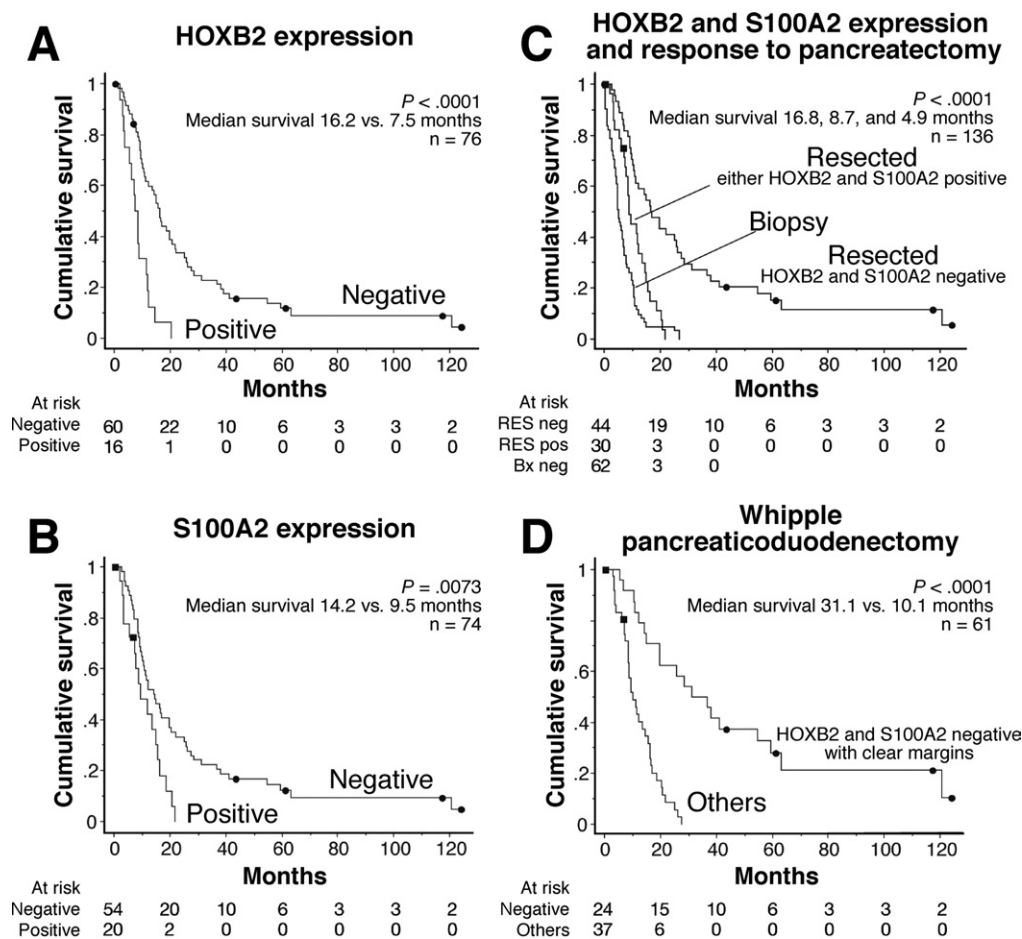 A
HOXB2 expression
P < .0001
Median survival 16.2 vs. 7.5 months
n = 76
Cumulative survival
1
.8
.6
.4
.2
0
Negative
Positive
0 20 40 60 80 100 120
Months
At risk
Negative 60 22 10 6 3 3 2
Positive 16 1 0 0 0 0 0
C
HOXB2 and S100A2 expression
and response to pancreatectomy
P < .0001
Median survival 16.8, 8.7, and 4.9 months
n = 136
Cumulative survival
1
.8
.6
.4
.2
0
Resected
either HOXB2 and S100A2 positive
Biopsy
Resected
HOXB2 and S100A2 negative
0 20 40 60 80 100 120
Months
At risk
RES neg 44 19 10 6 3 3 2
RES pos 30 3 0 0 0 0 0
Bx neg 62 3 0
B
S100A2 expression
P = .0073
Median survival 14.2 vs. 9.5 months
n = 74
Cumulative survival
1
.8
.6
.4
.2
0
Negative
Positive
0 20 40 60 80 100 120
Months
At risk
Negative 54 20 10 6 3 3 2
Positive 20 2 0 0 0 0 0
D
Whipple
pancreaticoduodenectomy
P < .0001
Median survival 31.1 vs. 10.1 months
n = 61
Cumulative survival
1
.8
.6
.4
.2
0
HOXB2 and S100A2 negative
with clear margins
Others
0 20 40 60 80 100 120
Months
At risk
Negative 24 15 10 6 3 3 2
Others 37 6 0 0 0 0 0